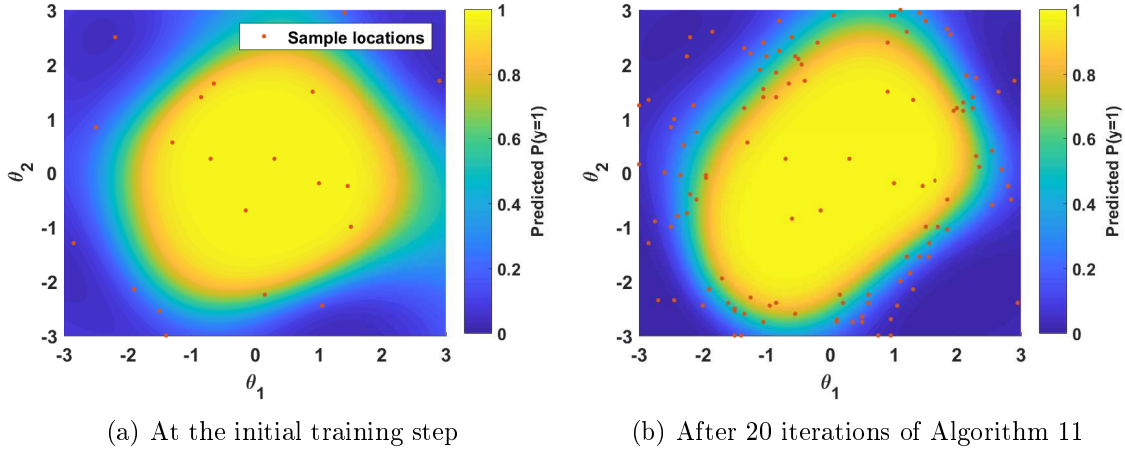 Sample locations
3
2
1
0
-1
-2
-3
θ2
-3 -2 -1 0 1 2 3
θ1
1
0.8
0.6
0.4
0.2
0
Predicted P(y=1)
3
2
1
0
-1
-2
-3
θ2
-3 -2 -1 0 1 2 3
θ1
1
0.8
0.6
0.4
0.2
0
Predicted P(y=1)
(a) At the initial training step
(b) After 20 iterations of Algorithm 11